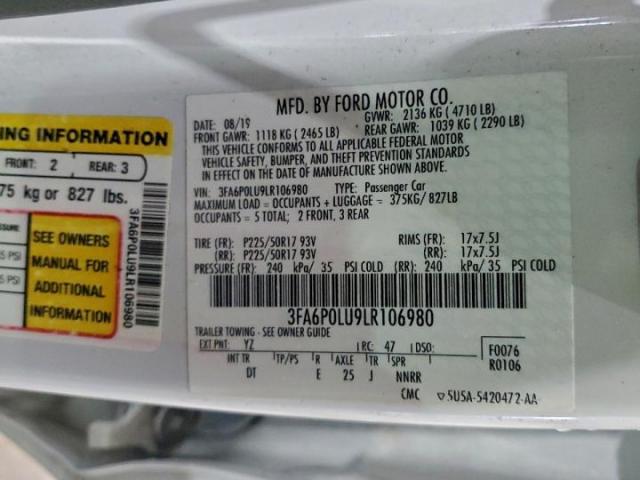 NG INFORMATION
FRONT: 2 REAR: 3
75 kg or 827 lbs.
PSI
PSI
SEE OWNERS
MANUAL FOR
ADDITIONAL
INFORMATION
3FA6P0LU9LR106980
MFD. BY FORD MOTOR CO.
DATE: 08/19 GVWR: 2136 KG ( 4710 LB)
FRONT GAWR: 1118 KG ( 2465 LB) REAR GAWR: 1039 KG ( 2290 LB)
THIS VEHICLE CONFORMS TO ALL APPLICABLE FEDERAL MOTOR
VEHICLE SAFETY, BUMPER, AND THEFT PREVENTION STANDARDS
IN EFFECT ON THE DATE OF MANUFACTURE SHOWN ABOVE.
VIN: 3FA6P0LU9LR106980 TYPE: Passenger Car
MAXIMUM LOAD = OCCUPANTS + LUGGAGE = 375KG/ 827LB
OCCUPANTS = 5 TOTAL; 2 FRONT, 3 REAR
TIRE (FR): P225/50R17 93V RIMS (FR): 17x7.5J
(RR): P225/50R17 93V (RR): 17x7.5J
PRESSURE (FR): 240 kPa/ 35 PSI COLD (RR): 240 kPa/ 35 PSI COLD
3FA6P0LU9LR106980
TRAILER TOWING - SEE OWNER GUIDE
EXT PNT: YZ RC: 47 DSO: F0076
INT TR TP/PS R AXLE TR SPR R0106
DT E 25 J NNRR
CMC ▽5U5A-5420472-AA